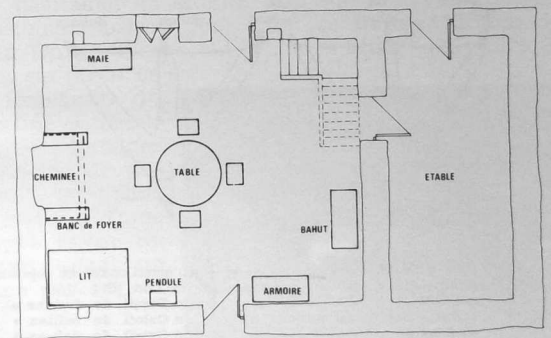 MAIE
CHEMINEE
TABLE
ETABLE
BANC de FOYER
BAHUT
LIT
PENDULE
ARMOIRE